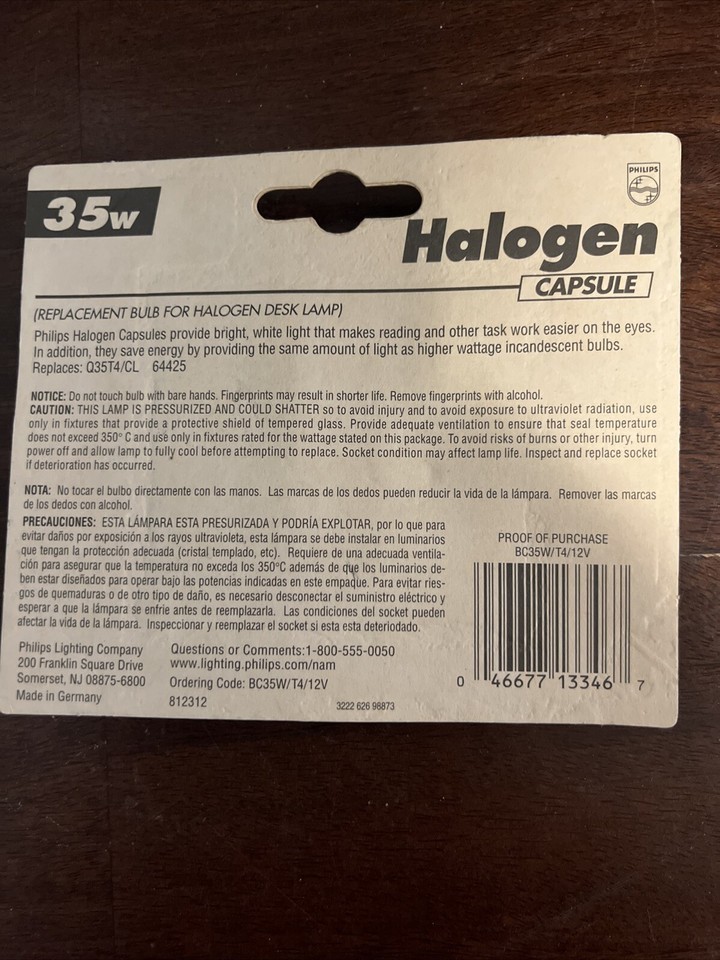 PHILIPS
35w
Halogen
CAPSULE
(REPLACEMENT BULB FOR HALOGEN DESK LAMP)
Philips Halogen Capsules provide bright, white light that makes reading and other task work easier on the eyes.
In addition, they save energy by providing the same amount of light as higher wattage incandescent bulbs.
Replaces: Q35T4/CL 64425
NOTICE: Do not touch bulb with bare hands. Fingerprints may result in shorter life. Remove fingerprints with alcohol.
CAUTION: THIS LAMP IS PRESSURIZED AND COULD SHATTER so to avoid injury and to avoid exposure to ultraviolet radiation, use
only in fixtures that provide a protective shield of tempered glass. Provide adequate ventilation to ensure that seal temperature
does not exceed 350° C and use only in fixtures rated for the wattage stated on this package. To avoid risks of burns or other injury, turn
power off and allow lamp to fully cool before attempting to replace. Socket condition may affect lamp life. Inspect and replace socket
if deterioration has occurred.
NOTA: No tocar el bulbo directamente con las manos. Las marcas de los dedos pueden reducir la vida de la lámpara. Remover las marcas
de los dedos con alcohol.
PRECAUCIONES: ESTA LÁMPARA ESTA PRESURIZADA Y PODRÍA EXPLOTAR, por lo que para
evitar daños por exposición a los rayos ultravioleta, esta lámpara se debe instalar en luminarios
que tengan la protección adecuada (cristal templado, etc). Requiere de una adecuada ventila-
ción para asegurar que la temperatura no exceda los 350°C además de que los luminarios de-
ben estar diseñados para operar bajo las potencias indicadas en este empaque. Para evitar ries-
gos de quemaduras o de otro tipo de daño, es necesario desconectar el suministro eléctrico y
esperar a que la lámpara se enfrie antes de reemplazarla. Las condiciones del socket pueden
afectar la vida de la lámpara. Inspeccionar y reemplazar el socket si esta esta deteriodado.
PROOF OF PURCHASE
BC35W/T4/12V
0 46677 13346 7
Philips Lighting Company
200 Franklin Square Drive
Somerset, NJ 08875-6800
Made in Germany
Questions or Comments:1-800-555-0050
www.lighting.philips.com/nam
Ordering Code: BC35W/T4/12V
812312
3222 626 98873